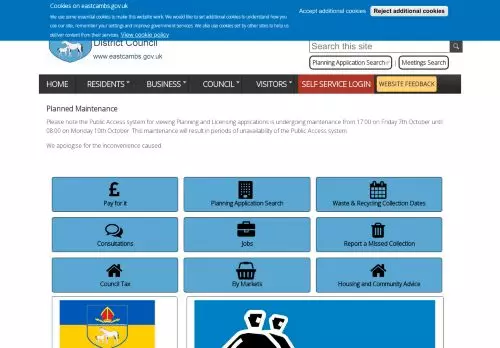 Cookies on eastcambs.gov.uk
We use some essential cookies to make this website work. We would like to set additional cookies to understand how you
use our site, remember your settings and improve government services. We also use cookies set by other sites to help us
deliver content from their services. View cookie policy
Accept additional cookies
Reject additional cookies
District Council
www.eastcambs.gov.uk
Search this site
Planning Application Search
Meetings Search
HOME
RESIDENTS
BUSINESS
COUNCIL
VISITORS
SELF SERVICE LOGIN
WEBSITE FEEDBACK
Planned Maintenance
Please note the Public Access system for viewing Planning and Licensing applications is undergoing maintenance from 17:00 on Friday 7th October until
08:00 on Monday 10th October. This maintenance will result in periods of unavailability of the Public Access system.
We apologise for the inconvenience caused
Pay for it
Planning Application Search
Waste & Recycling Collection Dates
Consultations
Jobs
Report a Missed Collection
Council Tax
Ely Markets
Housing and Community Advice